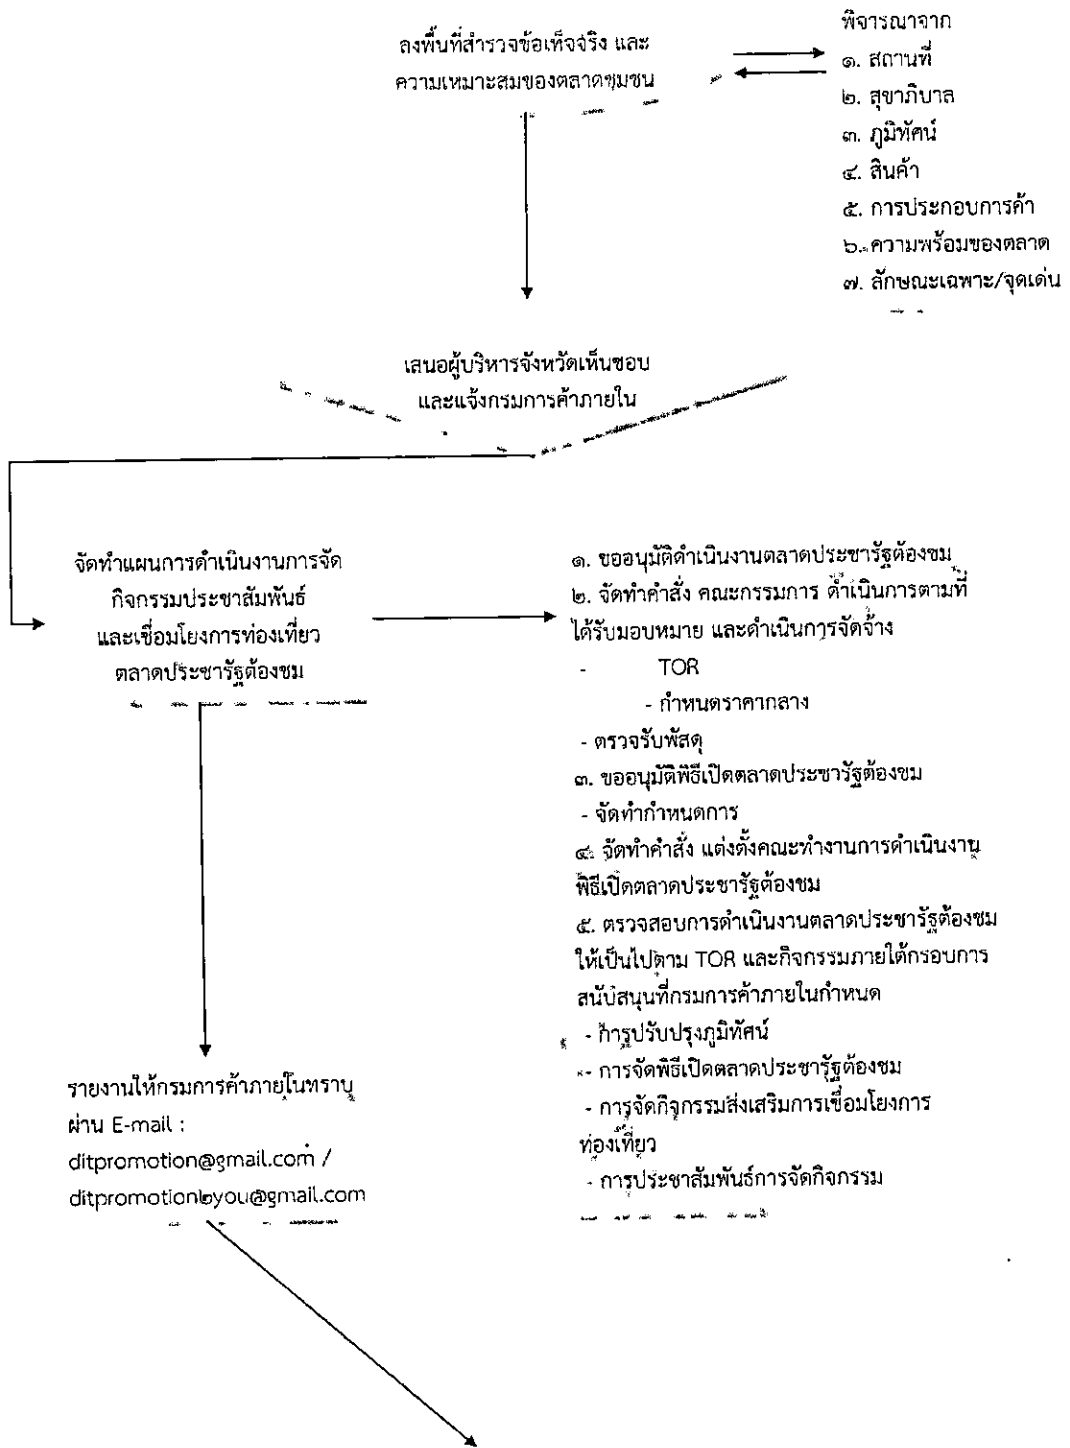 ลงพื้นที่สำรวจข้อเท็จจริง และ
ความเหมาะสมของตลาดชุมชน
พิจารณาจาก
๑. สถานที่
๒. สุขาภิบาล
๓. ภูมิทัศน์
๔. สินค้า
๕. การประกอบการค้า
๖. ความพร้อมของตลาด
๗. ลักษณะเฉพาะ/จุดเด่น
เสนอผู้บริหารจังหวัดเห็นชอบ
และแจ้งกรมการค้าภายใน
จัดทำแผนการดำเนินงานการจัด
กิจกรรมประชาสัมพันธ์
และเชื่อมโยงการท่องเที่ยว
ตลาดประชารัฐต้องชม
๑. ขออนุมัติดำเนินงานตลาดประชารัฐต้องชม
๒. จัดทำคำสั่ง คณะกรรมการ ดำเนินการตามที่
ได้รับมอบหมาย และดำเนินการจัดจ้าง
- TOR
- กำหนดราคากลาง
- ตรวจรับพัสดุ
๓. ขออนุมัติพิธีเปิดตลาดประชารัฐต้องชม
- จัดทำกำหนดการ
๔. จัดทำคำสั่ง แต่งตั้งคณะทำงานการดำเนินงาน
พิธีเปิดตลาดประชารัฐต้องชม
๕. ตรวจสอบการดำเนินงานตลาดประชารัฐต้องชม
ให้เป็นไปตาม TOR และกิจกรรมภายใต้กรอบการ
สนับสนุนที่กรมการค้าภายในกำหนด
- การปรับปรุงภูมิทัศน์
- การจัดพิธีเปิดตลาดประชารัฐต้องชม
- การจัดกิจกรรมส่งเสริมการเชื่อมโยงการ
ท่องเที่ยว
- การประชาสัมพันธ์การจัดกิจกรรม
รายงานให้กรมการค้าภายในทราบ
ผ่าน E-mail :
ditpromotion@gmail.com /
ditpromotion๒you@gmail.com